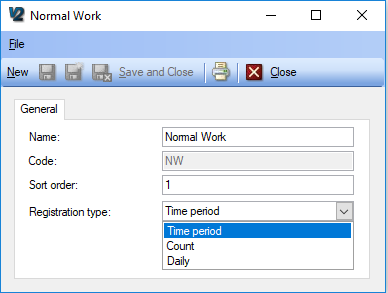 V2 Normal Work
File
New Save and Close Close
General
Name: Normal Work
Code: NW
Sort order: 1
Registration type: Time period
Time period
Count
Daily